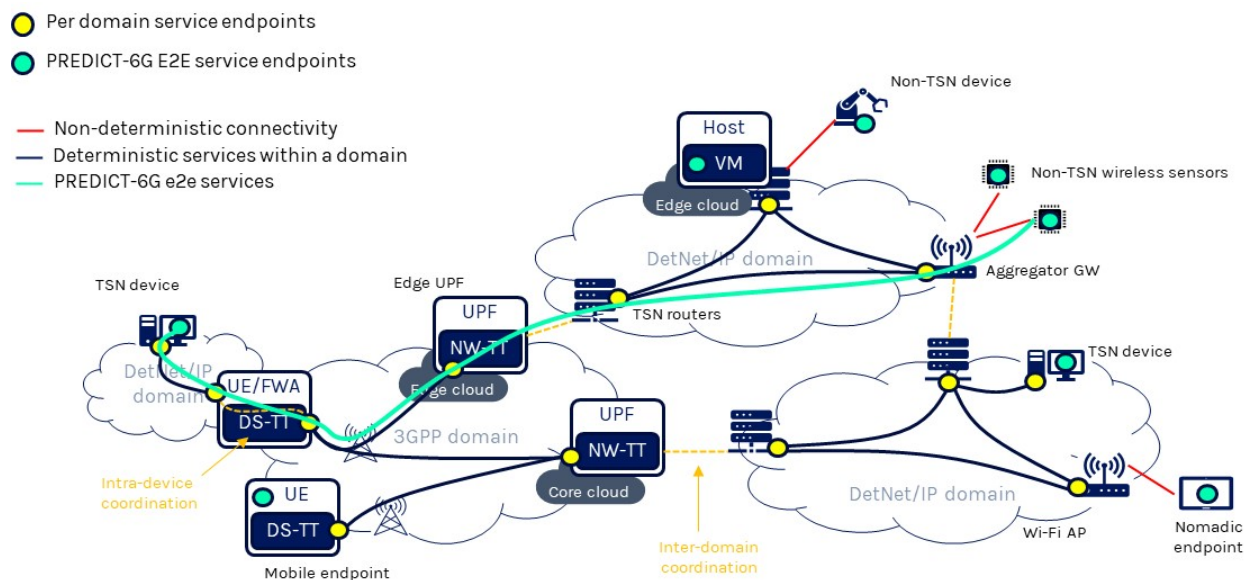 Per domain service endpoints
PREDICT-6G E2E service endpoints
Non-deterministic connectivity
Deterministic services within a domain
PREDICT-6G e2e services
Non-TSN device
Host
VM
Edge cloud
Non-TSN wireless sensors
DetNet/IP domain
Aggregator GW
TSN routers
Edge UPF
UPF
NW-TT
Edge cloud
TSN device
DetNet/IP
domain
UE/FWA
DS-TT
3GPP domain
UPF
NW-TT
Core cloud
TSN device
Intra-device
coordination
UE
DS-TT
Mobile endpoint
Inter-domain
coordination
DetNet/IP domain
Wi-Fi AP
Nomadic
endpoint